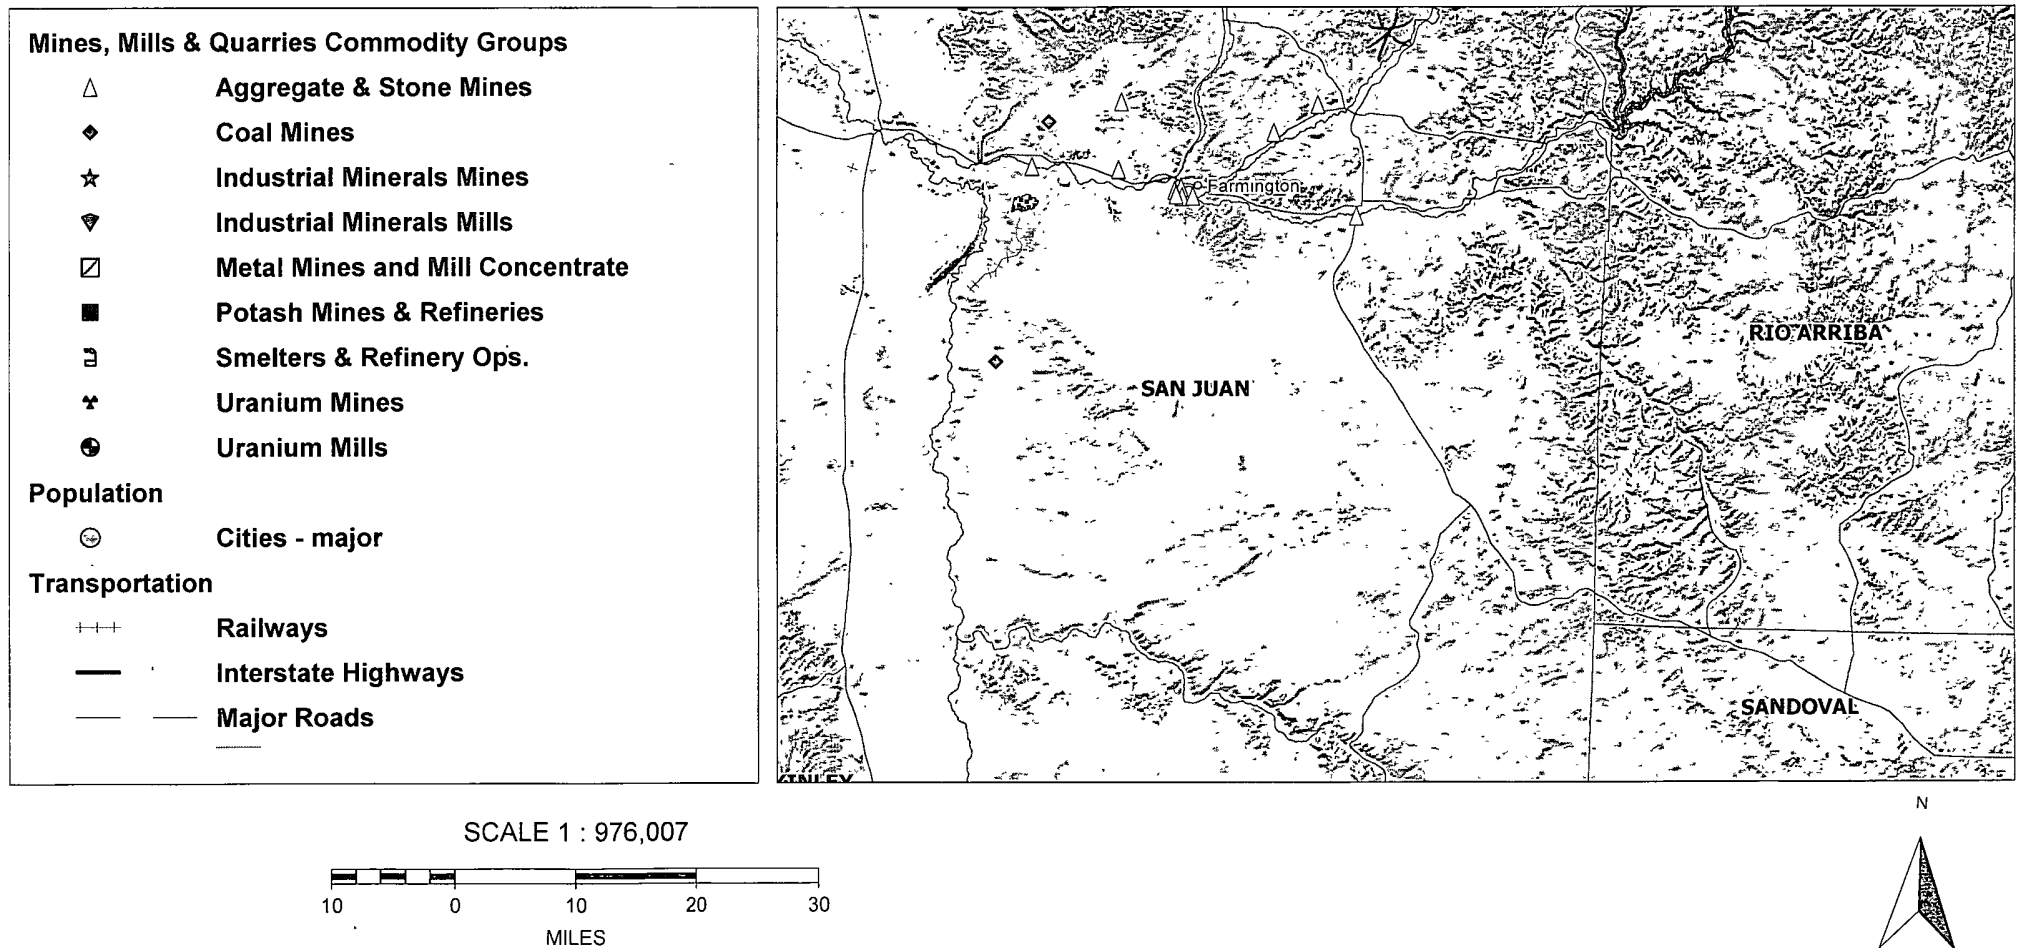 Mines, Mills & Quarries Commodity Groups
Aggregate & Stone Mines
Coal Mines
Industrial Minerals Mines
Industrial Minerals Mills
Metal Mines and Mill Concentrate
Potash Mines & Refineries
Smelters & Refinery Ops.
Uranium Mines
Uranium Mills
Population
Cities - major
Transportation
Railways
Interstate Highways
Major Roads
Farmington
RIO ARRIBA
SAN JUAN
SANDOVAL
SCALE 1 : 976,007
10 0 10 20 30
MILES
N